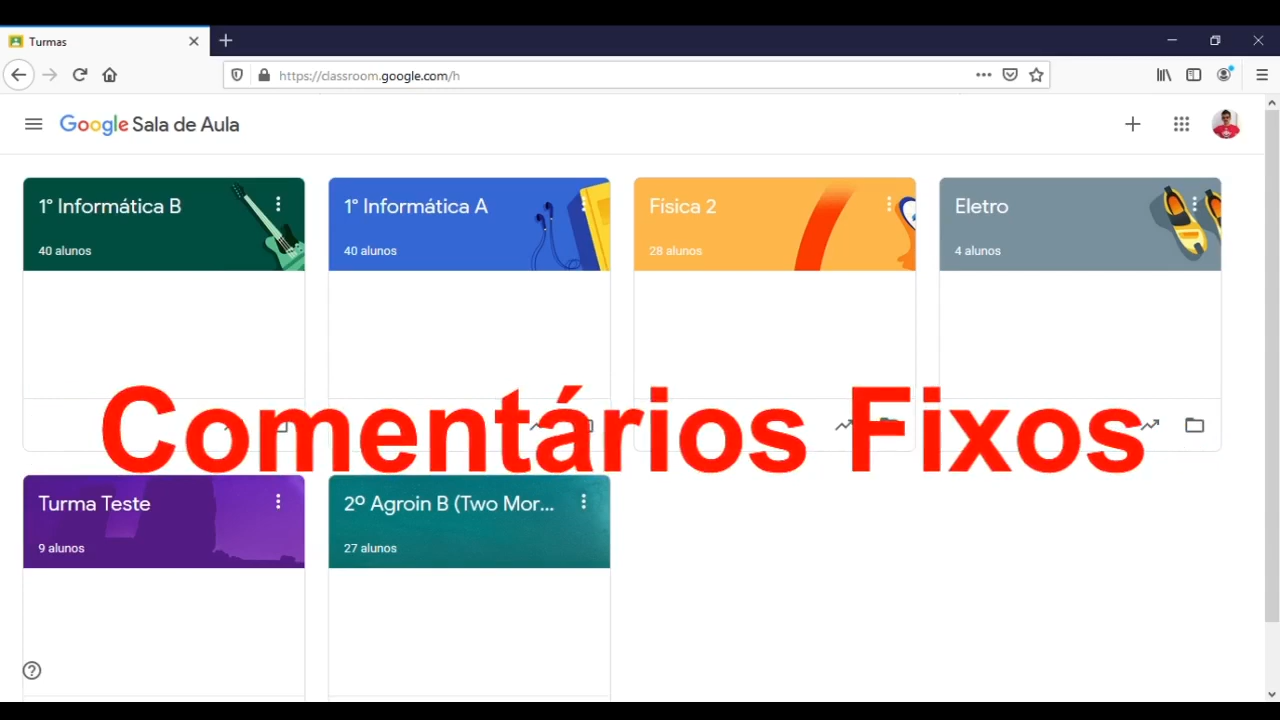 Turmas
https://classroom.google.com/h
Google Sala de Aula
1° Informática B
40 alunos
1° Informática A
40 alunos
Física 2
28 alunos
Eletro
4 alunos
Comentários Fixos
Turma Teste
9 alunos
2º Agroin B (Two Mor...
27 alunos